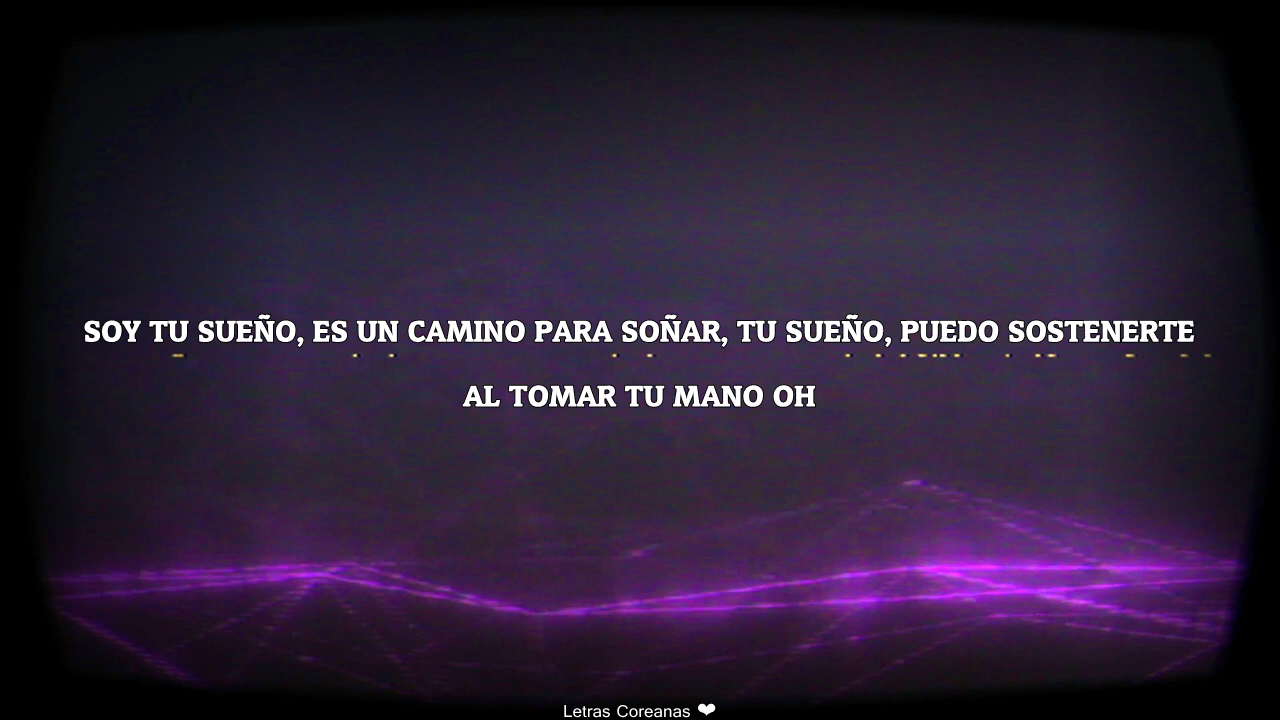 SOY TU SUEÑO, ES UN CAMINO PARA SOÑAR, TU SUEÑO, PUEDO SOSTENERTE
AL TOMAR TU MANO OH
Letras Coreanas ❤